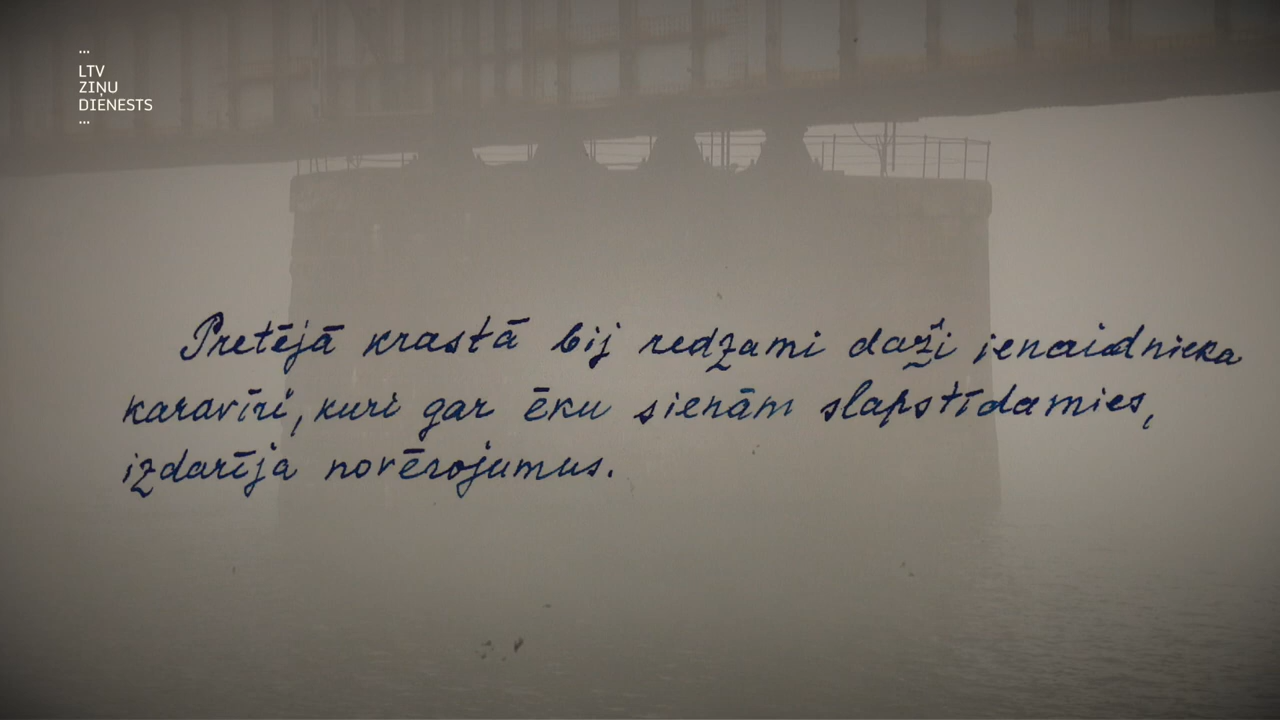 ...
LTV
ZIŅU
DIENESTS
...
Pretējā krastā bij redzami daži ienaidnieka
karavīri, kuri gar ēku sienām slapstīdamies,
izdarīja novērojumus.